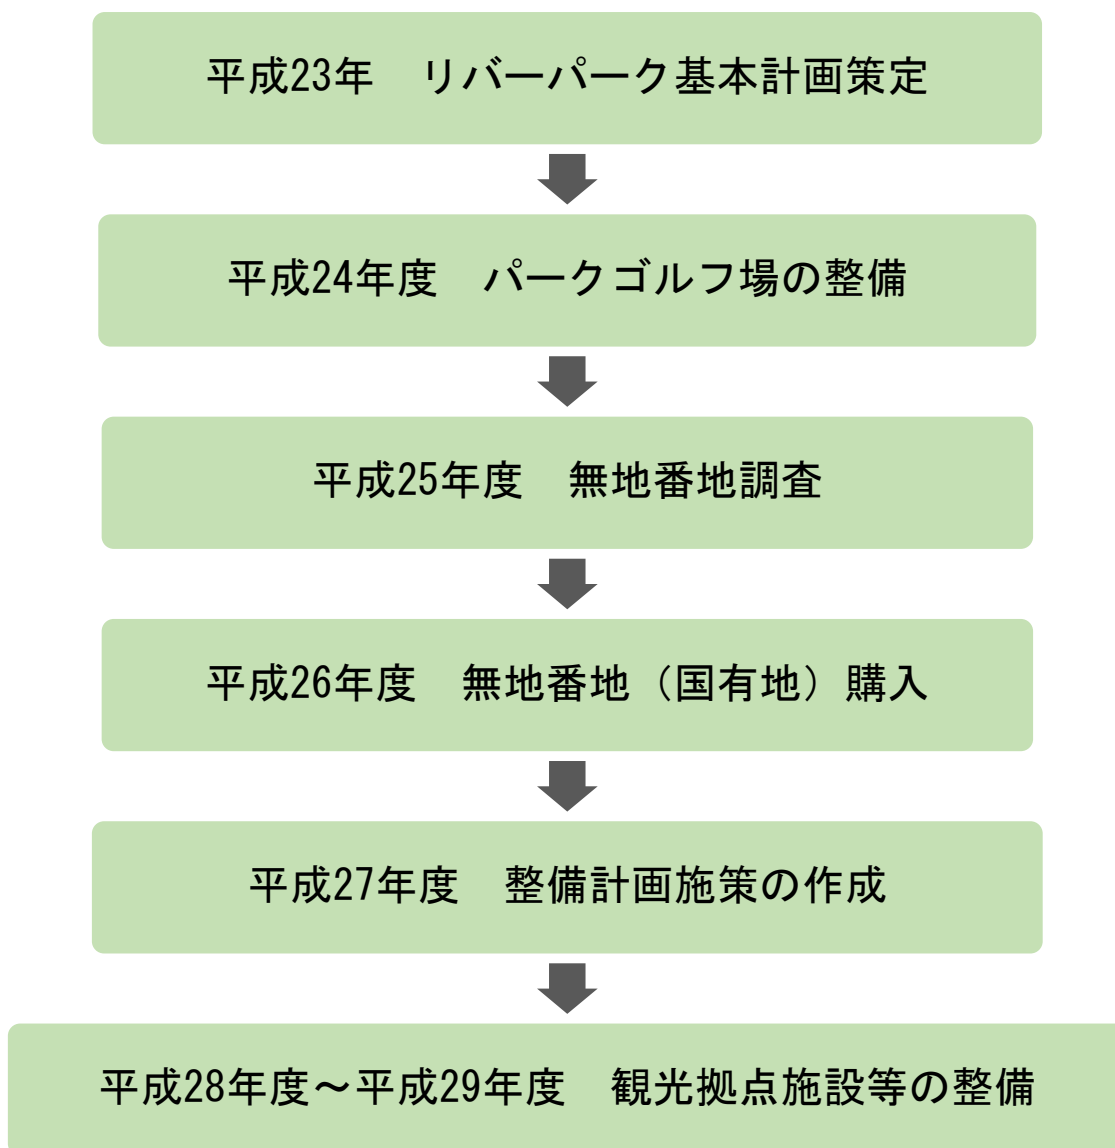 平成23年　リバーパーク基本計画策定
平成24年度　パークゴルフ場の整備
平成25年度　無地番地調査
平成26年度　無地番地（国有地）購入
平成27年度　整備計画施策の作成
平成28年度～平成29年度　観光拠点施設等の整備